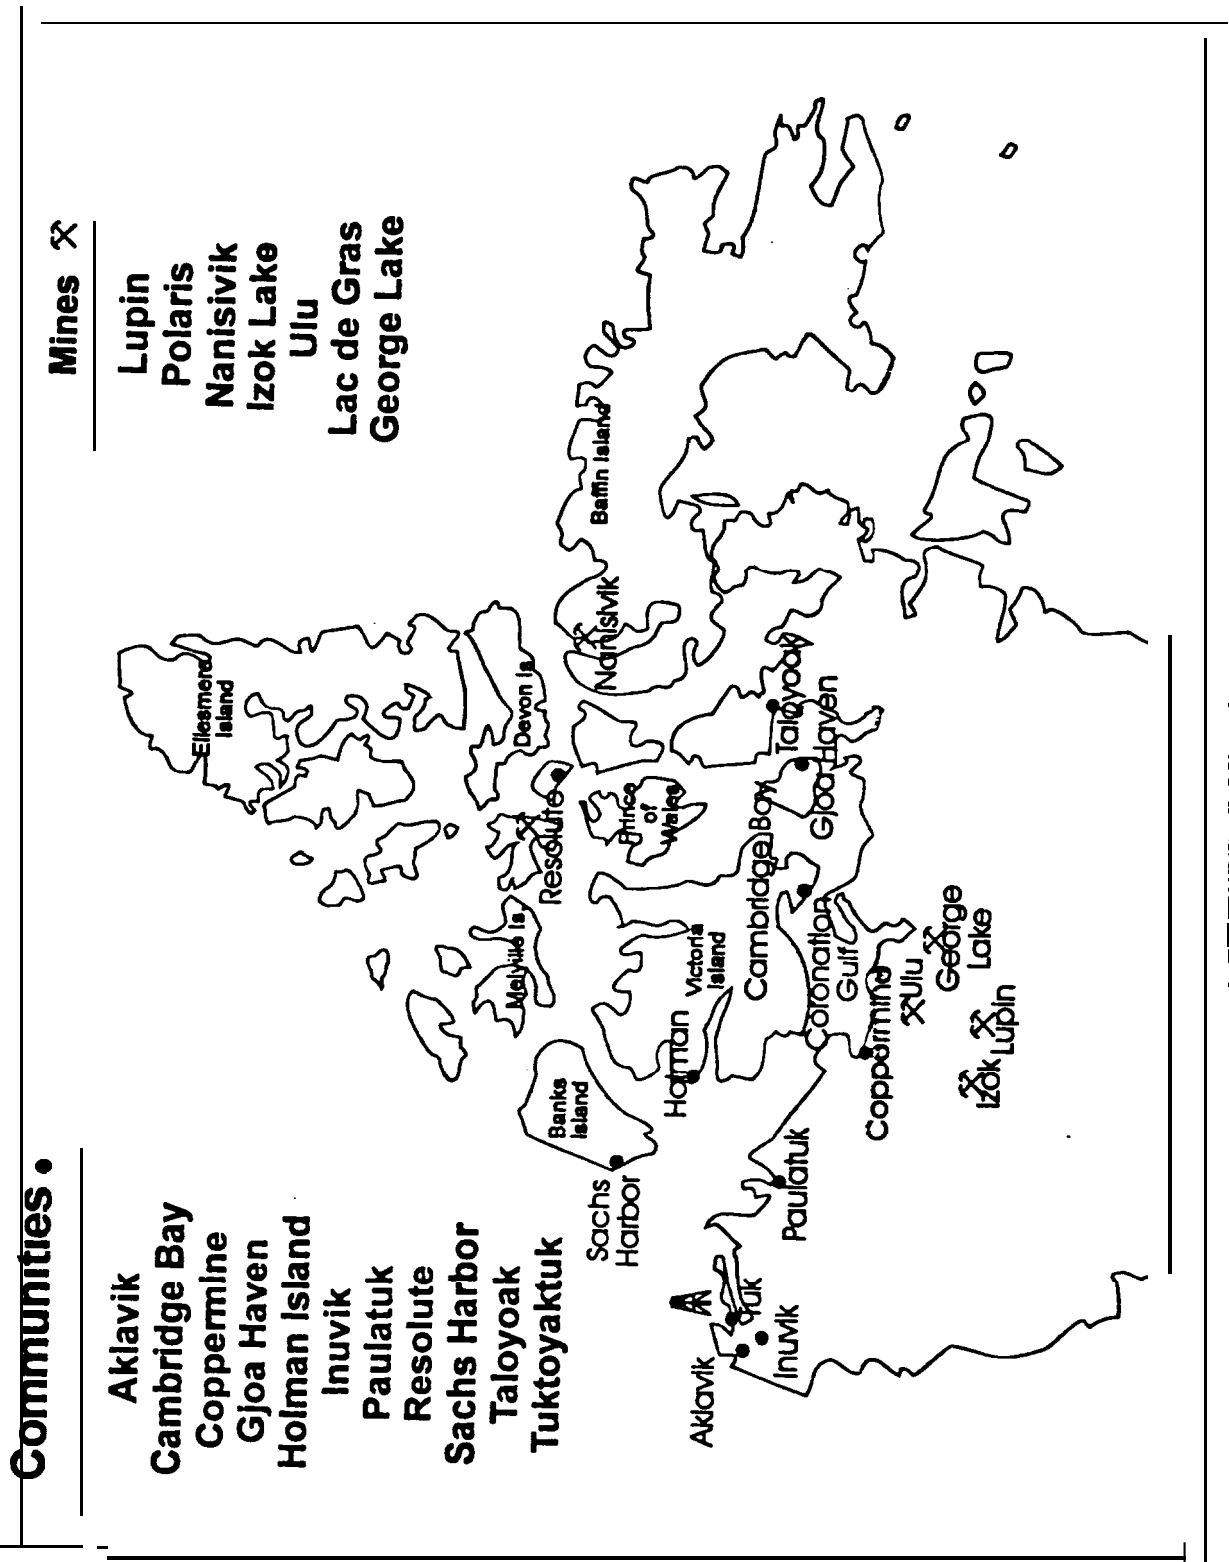 Communities
Aklavik
Cambridge Bay
Coppermine
Gjoa Haven
Holman Island
Inuvik
Paulatuk
Resolute
Sachs Harbor
Taloyoak
Tuktoyaktuk
Mines
Lupin
Polaris
Nanisivik
Izok Lake
Ulu
Lac de Gras
George Lake
Ellesmere
Island
Devon Is.
Melville Is.
Resolute
Banks
Island
Sachs
Harbor
Prince
of
Wales
Baffin Island
Nanisivik
Holman
Victoria
Island
Cambridge Bay
Taloyoak
Gjoa Haven
Coronation
Gulf
Coppermine
Ulu
George
Lake
Lupin
Izok
Paulatuk
Tuk
Inuvik
Aklavik